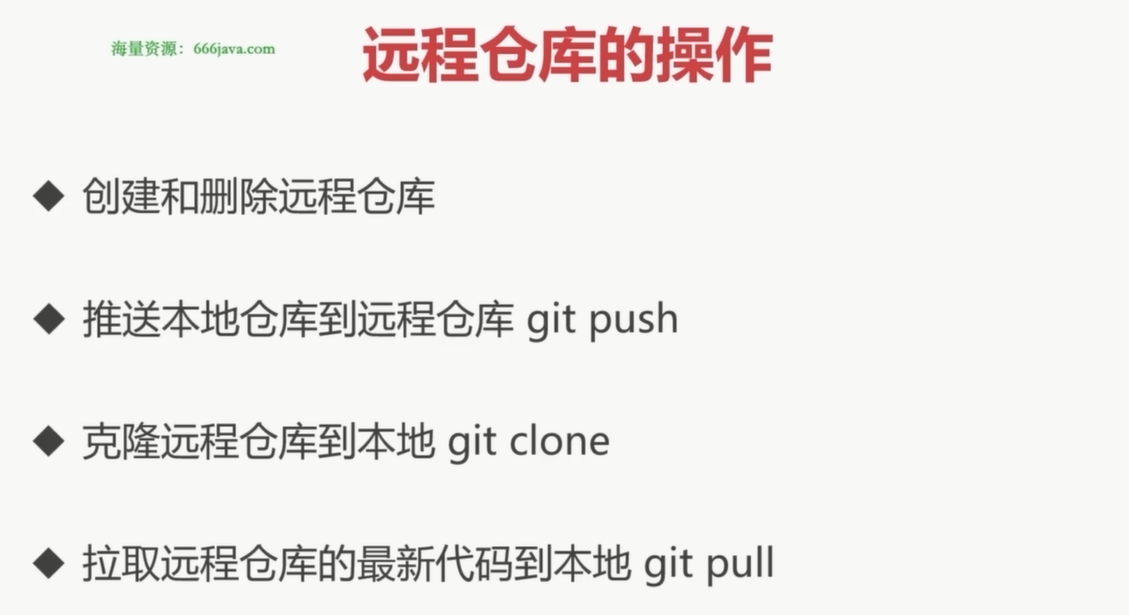 海量资源：666java.com
远程仓库的操作
◆ 创建和删除远程仓库
◆ 推送本地仓库到远程仓库 git push
◆ 克隆远程仓库到本地 git clone
◆ 拉取远程仓库的最新代码到本地 git pull